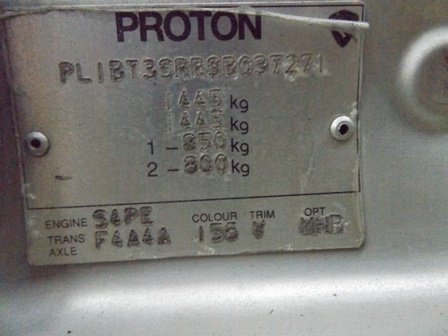 PROTON
PL1BT3SRRSBG37271
1445 kg
1445 kg
1 - 850 kg
2 - 800 kg
ENGINE S4PE COLOUR TRIM OPT
TRANS AXLE F4A4A 156 V